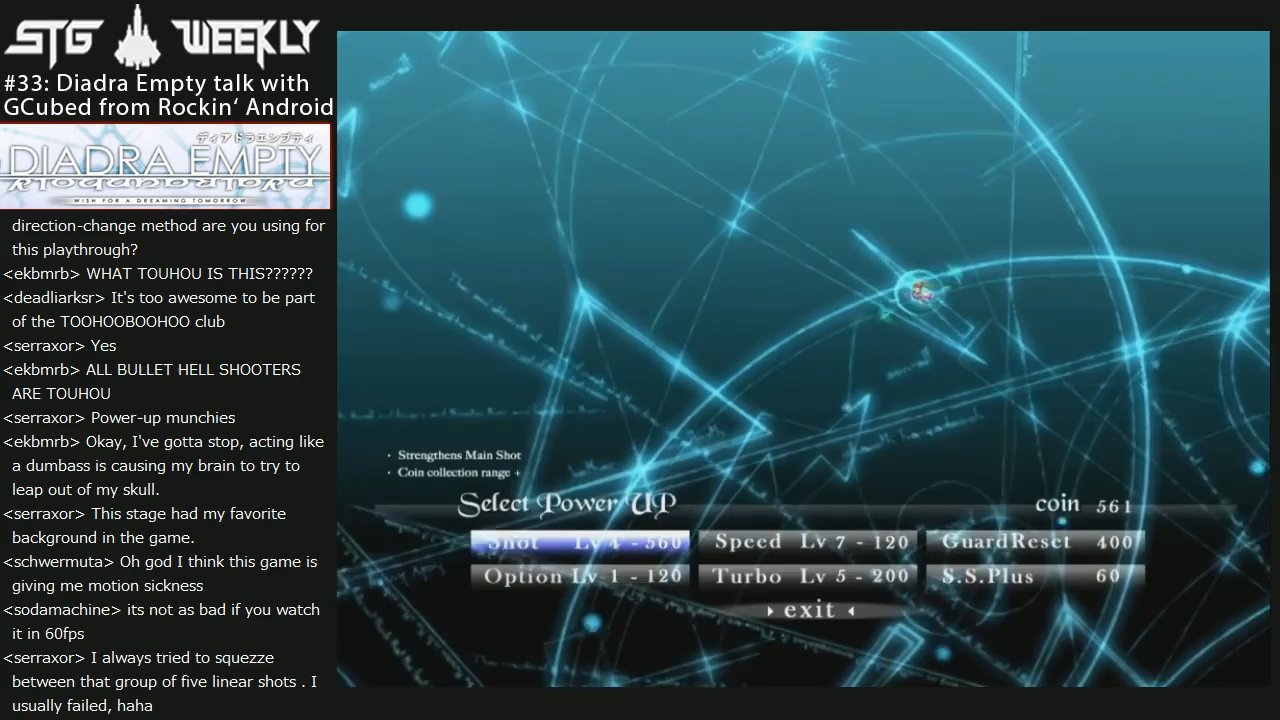 STG WEEKLY
#33: Diadra Empty talk with
GCubed from Rockin‘ Android
ディアドラエンプティ
DIADRA EMPTY
WISH FOR A DREAMING TOMORROW
direction-change method are you using for
this playthrough?
<ekbmrb> WHAT TOUHOU IS THIS??????
<deadliarksr> It's too awesome to be part
of the TOOHOOBOOHOO club
<serraxor> Yes
<ekbmrb> ALL BULLET HELL SHOOTERS
ARE TOUHOU
<serraxor> Power-up munchies
<ekbmrb> Okay, I've gotta stop, acting like
a dumbass is causing my brain to try to
leap out of my skull.
<serraxor> This stage had my favorite
background in the game.
<schwermuta> Oh god I think this game is
giving me motion sickness
<sodamachine> its not as bad if you watch
it in 60fps
<serraxor> I always tried to squezze
between that group of five linear shots . I
usually failed, haha
・ Strengthens Main Shot
・ Coin collection range +
Select Power UP
coin 561
Shot Lv 4 - 560
Speed Lv 7 - 120
GuardReset 400
Option Lv 1 - 120
Turbo Lv 5 - 200
S.S.Plus 60
exit